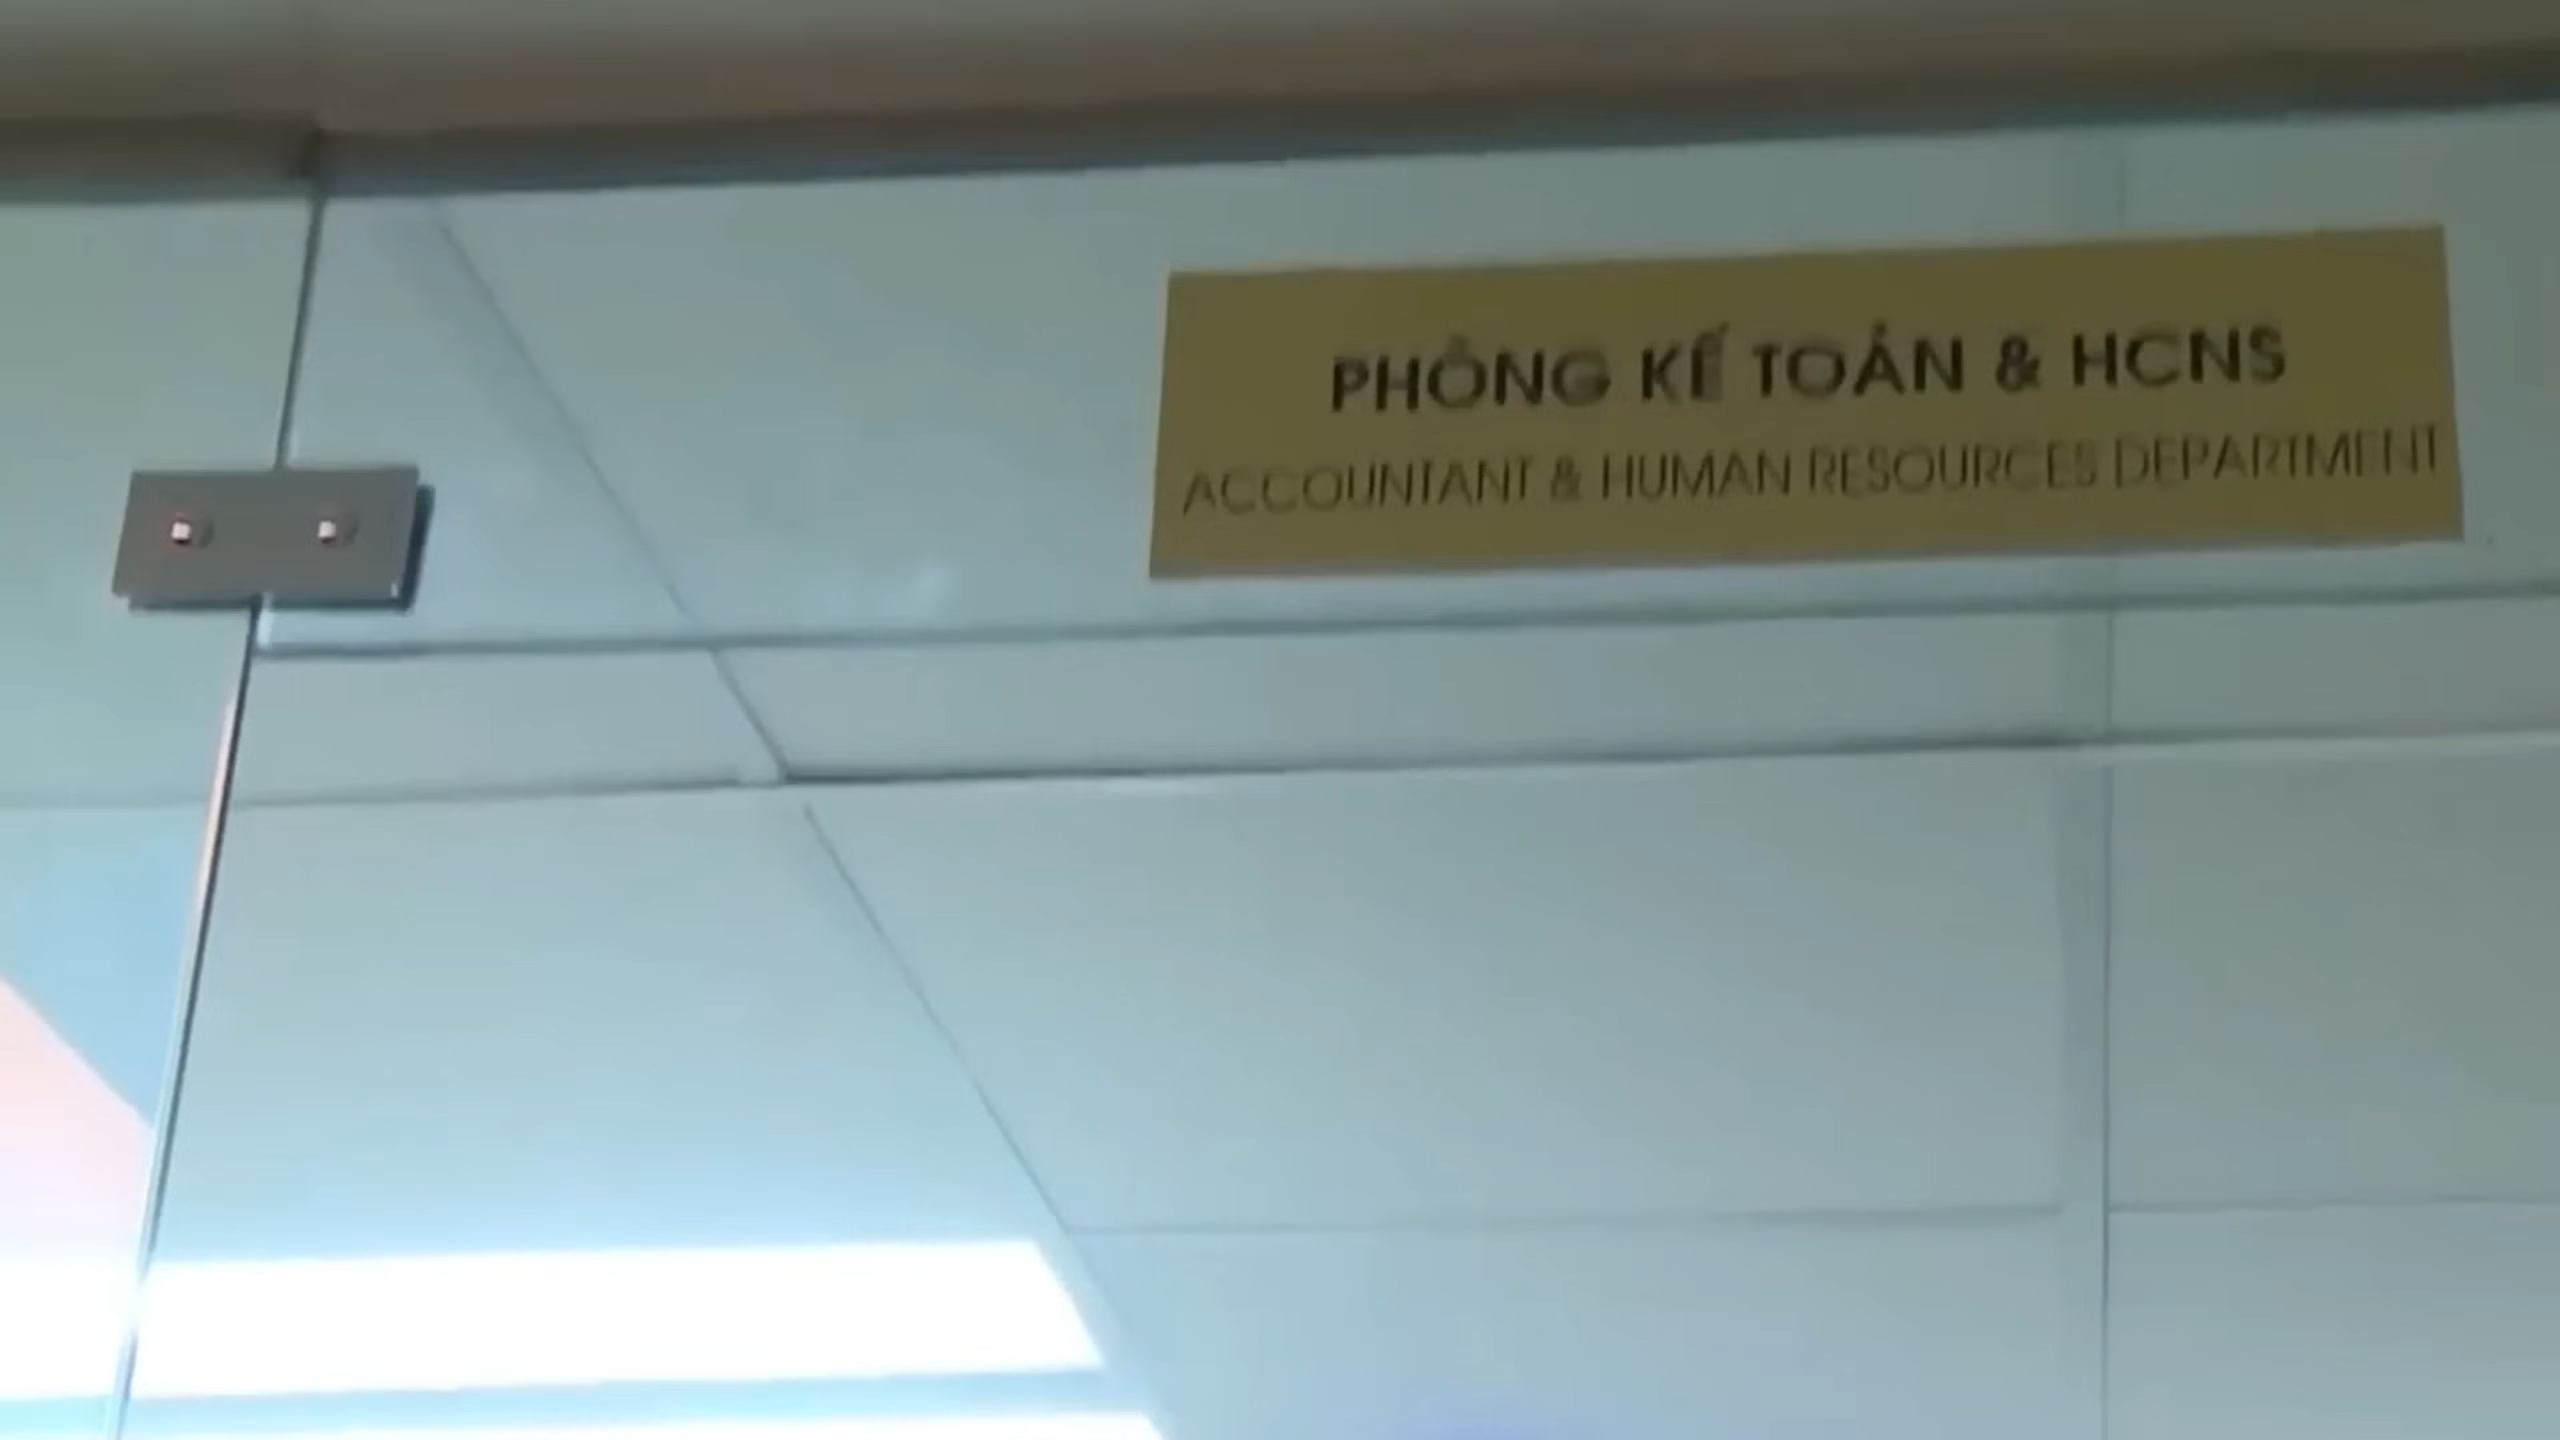 PHÒNG KẾ TOÁN & HCNS
ACCOUNTANT & HUMAN RESOURCES DEPARTMENT